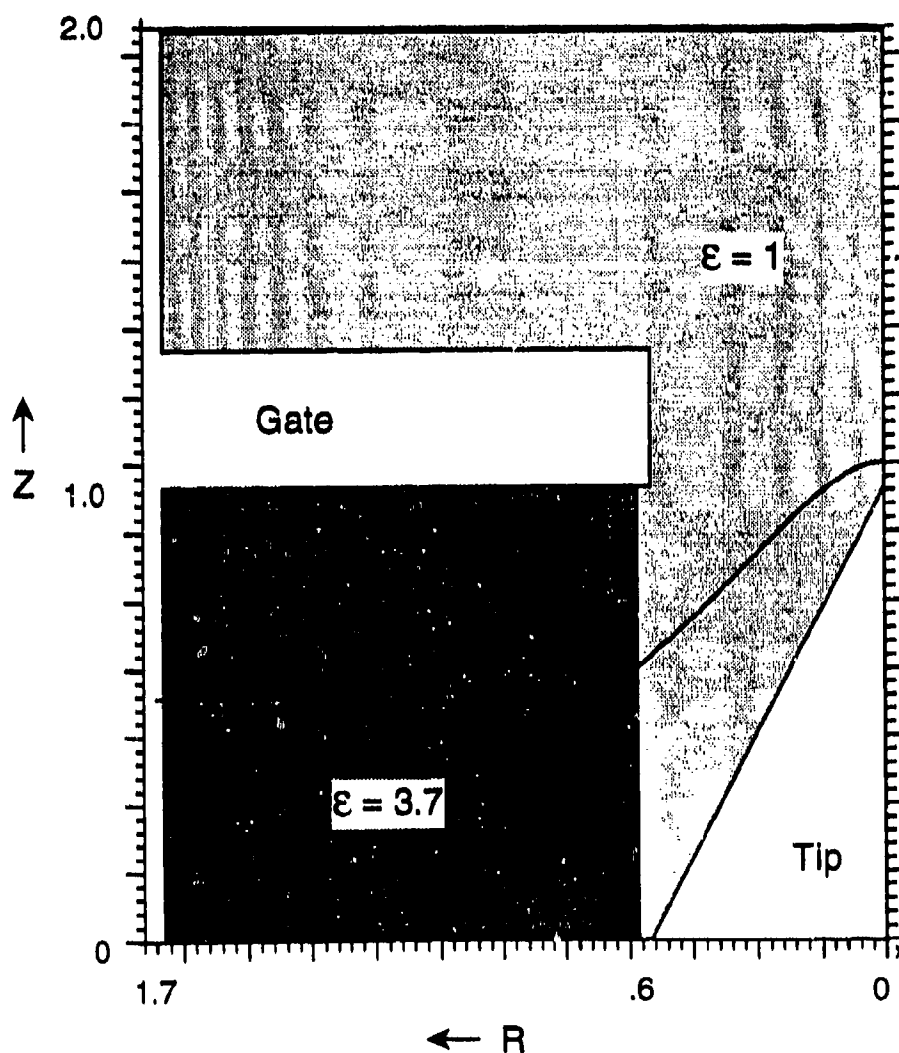 2.0
ε = 1
Gate
↑
Z
1.0
ε = 3.7
Tip
0
1.7
.6
0
← R